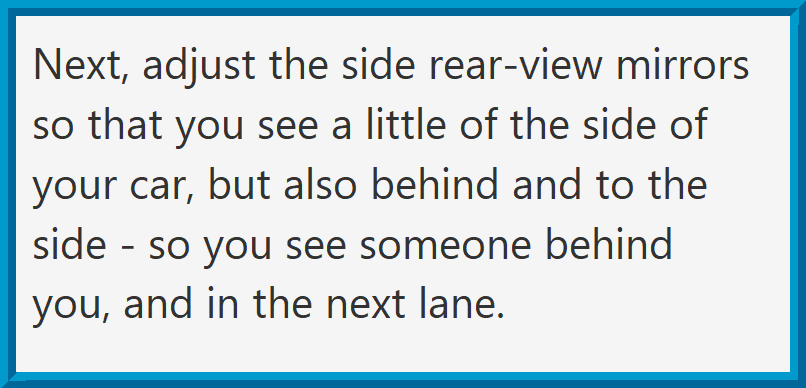 Next, adjust the side rear-view mirrors
so that you see a little of the side of
your car, but also behind and to the
side - so you see someone behind
you, and in the next lane.